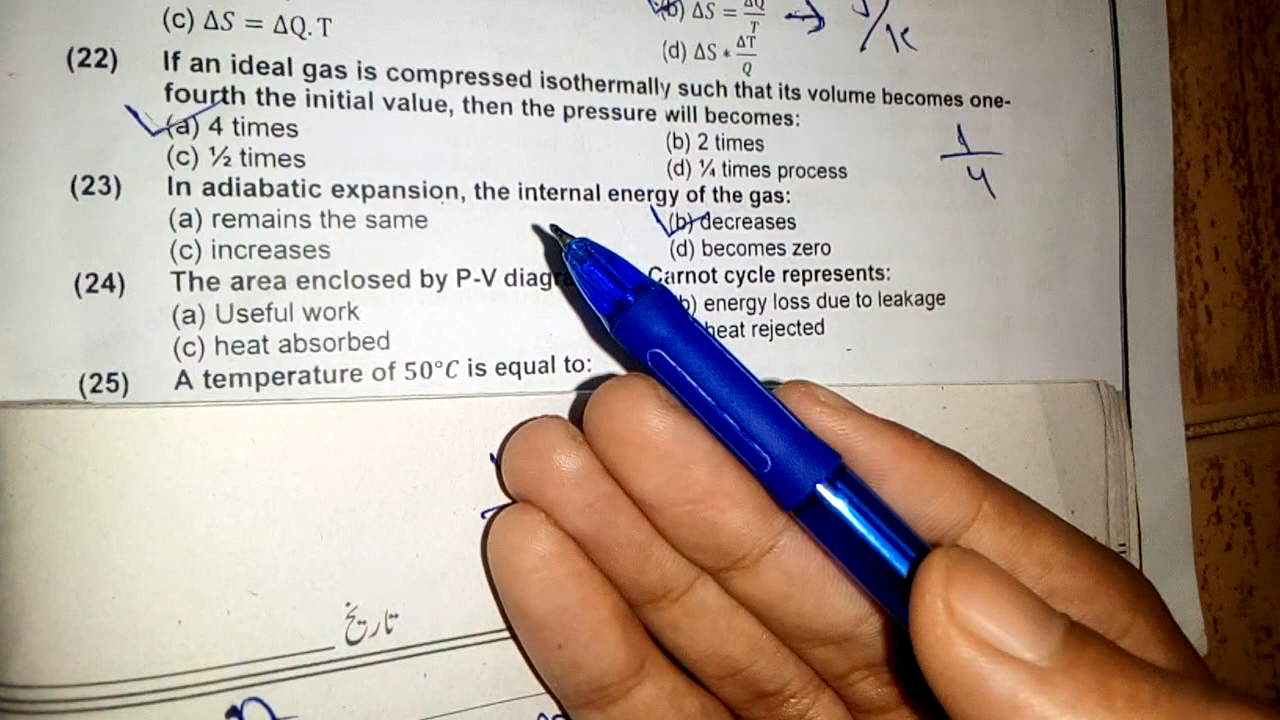 (c) ΔS = ΔQ.T
(b) ΔS = ΔQ/T → J/K
(d) ΔS * ΔT/Q
(22) If an ideal gas is compressed isothermally such that its volume becomes one-
fourth the initial value, then the pressure will becomes:
(a) 4 times (b) 2 times
(c) ½ times (d) ¼ times process
1/4
(23) In adiabatic expansion, the internal energy of the gas:
(a) remains the same (b) decreases
(c) increases (d) becomes zero
(24) The area enclosed by P-V Carnot cycle represents:
(a) Useful work b) energy loss due to leakage
(c) heat absorbed heat rejected
(25) A temperature of 50°C is equal to:
تاریخ